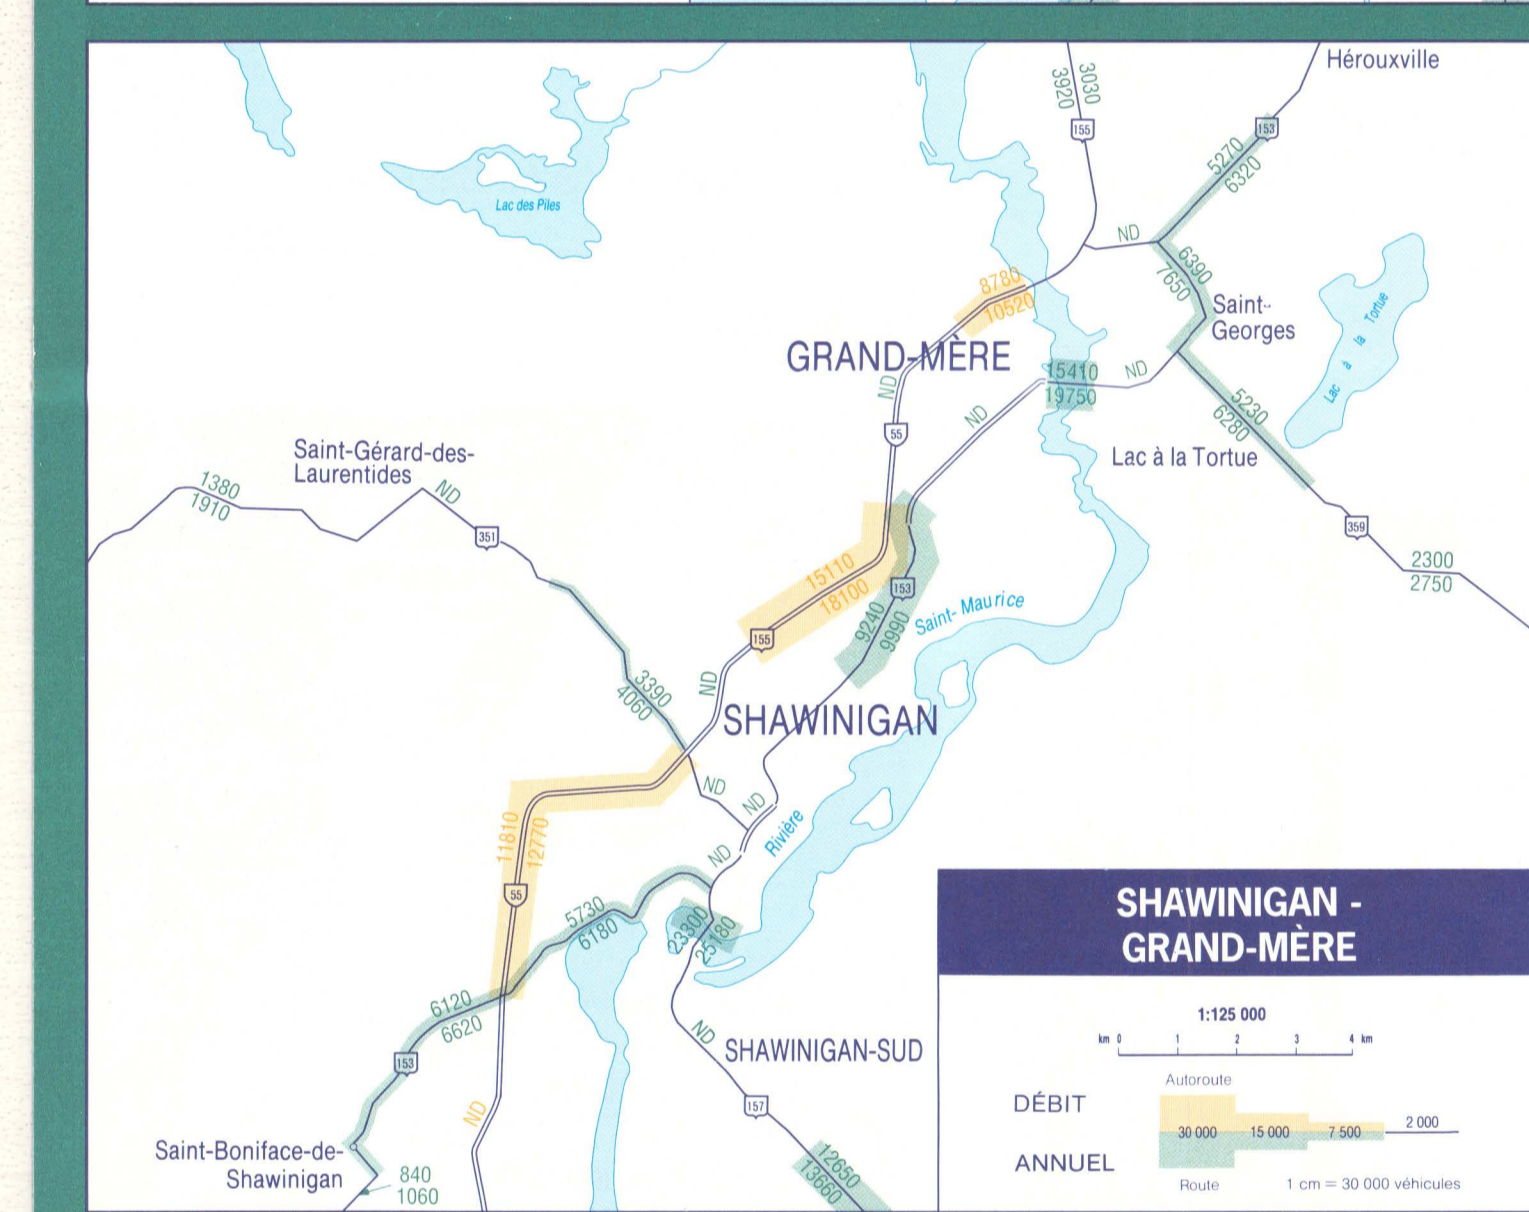 Hérouxville
3030
3920
155
153
5270
6320
Lac des Piles
ND
6390
7650
8780
10520
Saint-
Georges
Lac à la Tortue
GRAND-MÈRE
15410
19750
ND
ND
ND
5230
6280
55
Saint-Gérard-des-
Laurentides
Lac à la Tortue
1380
1910
ND
351
359
2300
2750
15110
18100
153
9240
9990
Saint-Maurice
155
ND
3390
4060
SHAWINIGAN
ND
ND
Rivière
11810
12770
ND
55
5730
6180
23300
25180
6120
6620
153
ND
SHAWINIGAN-SUD
157
ND
12650
13660
Saint-Boniface-de-
Shawinigan
840
1060
SHAWINIGAN -
GRAND-MÈRE
1:125 000
km 0 1 2 3 4 km
Autoroute
DÉBIT
30 000 15 000 7 500 2 000
ANNUEL
Route
1 cm = 30 000 véhicules